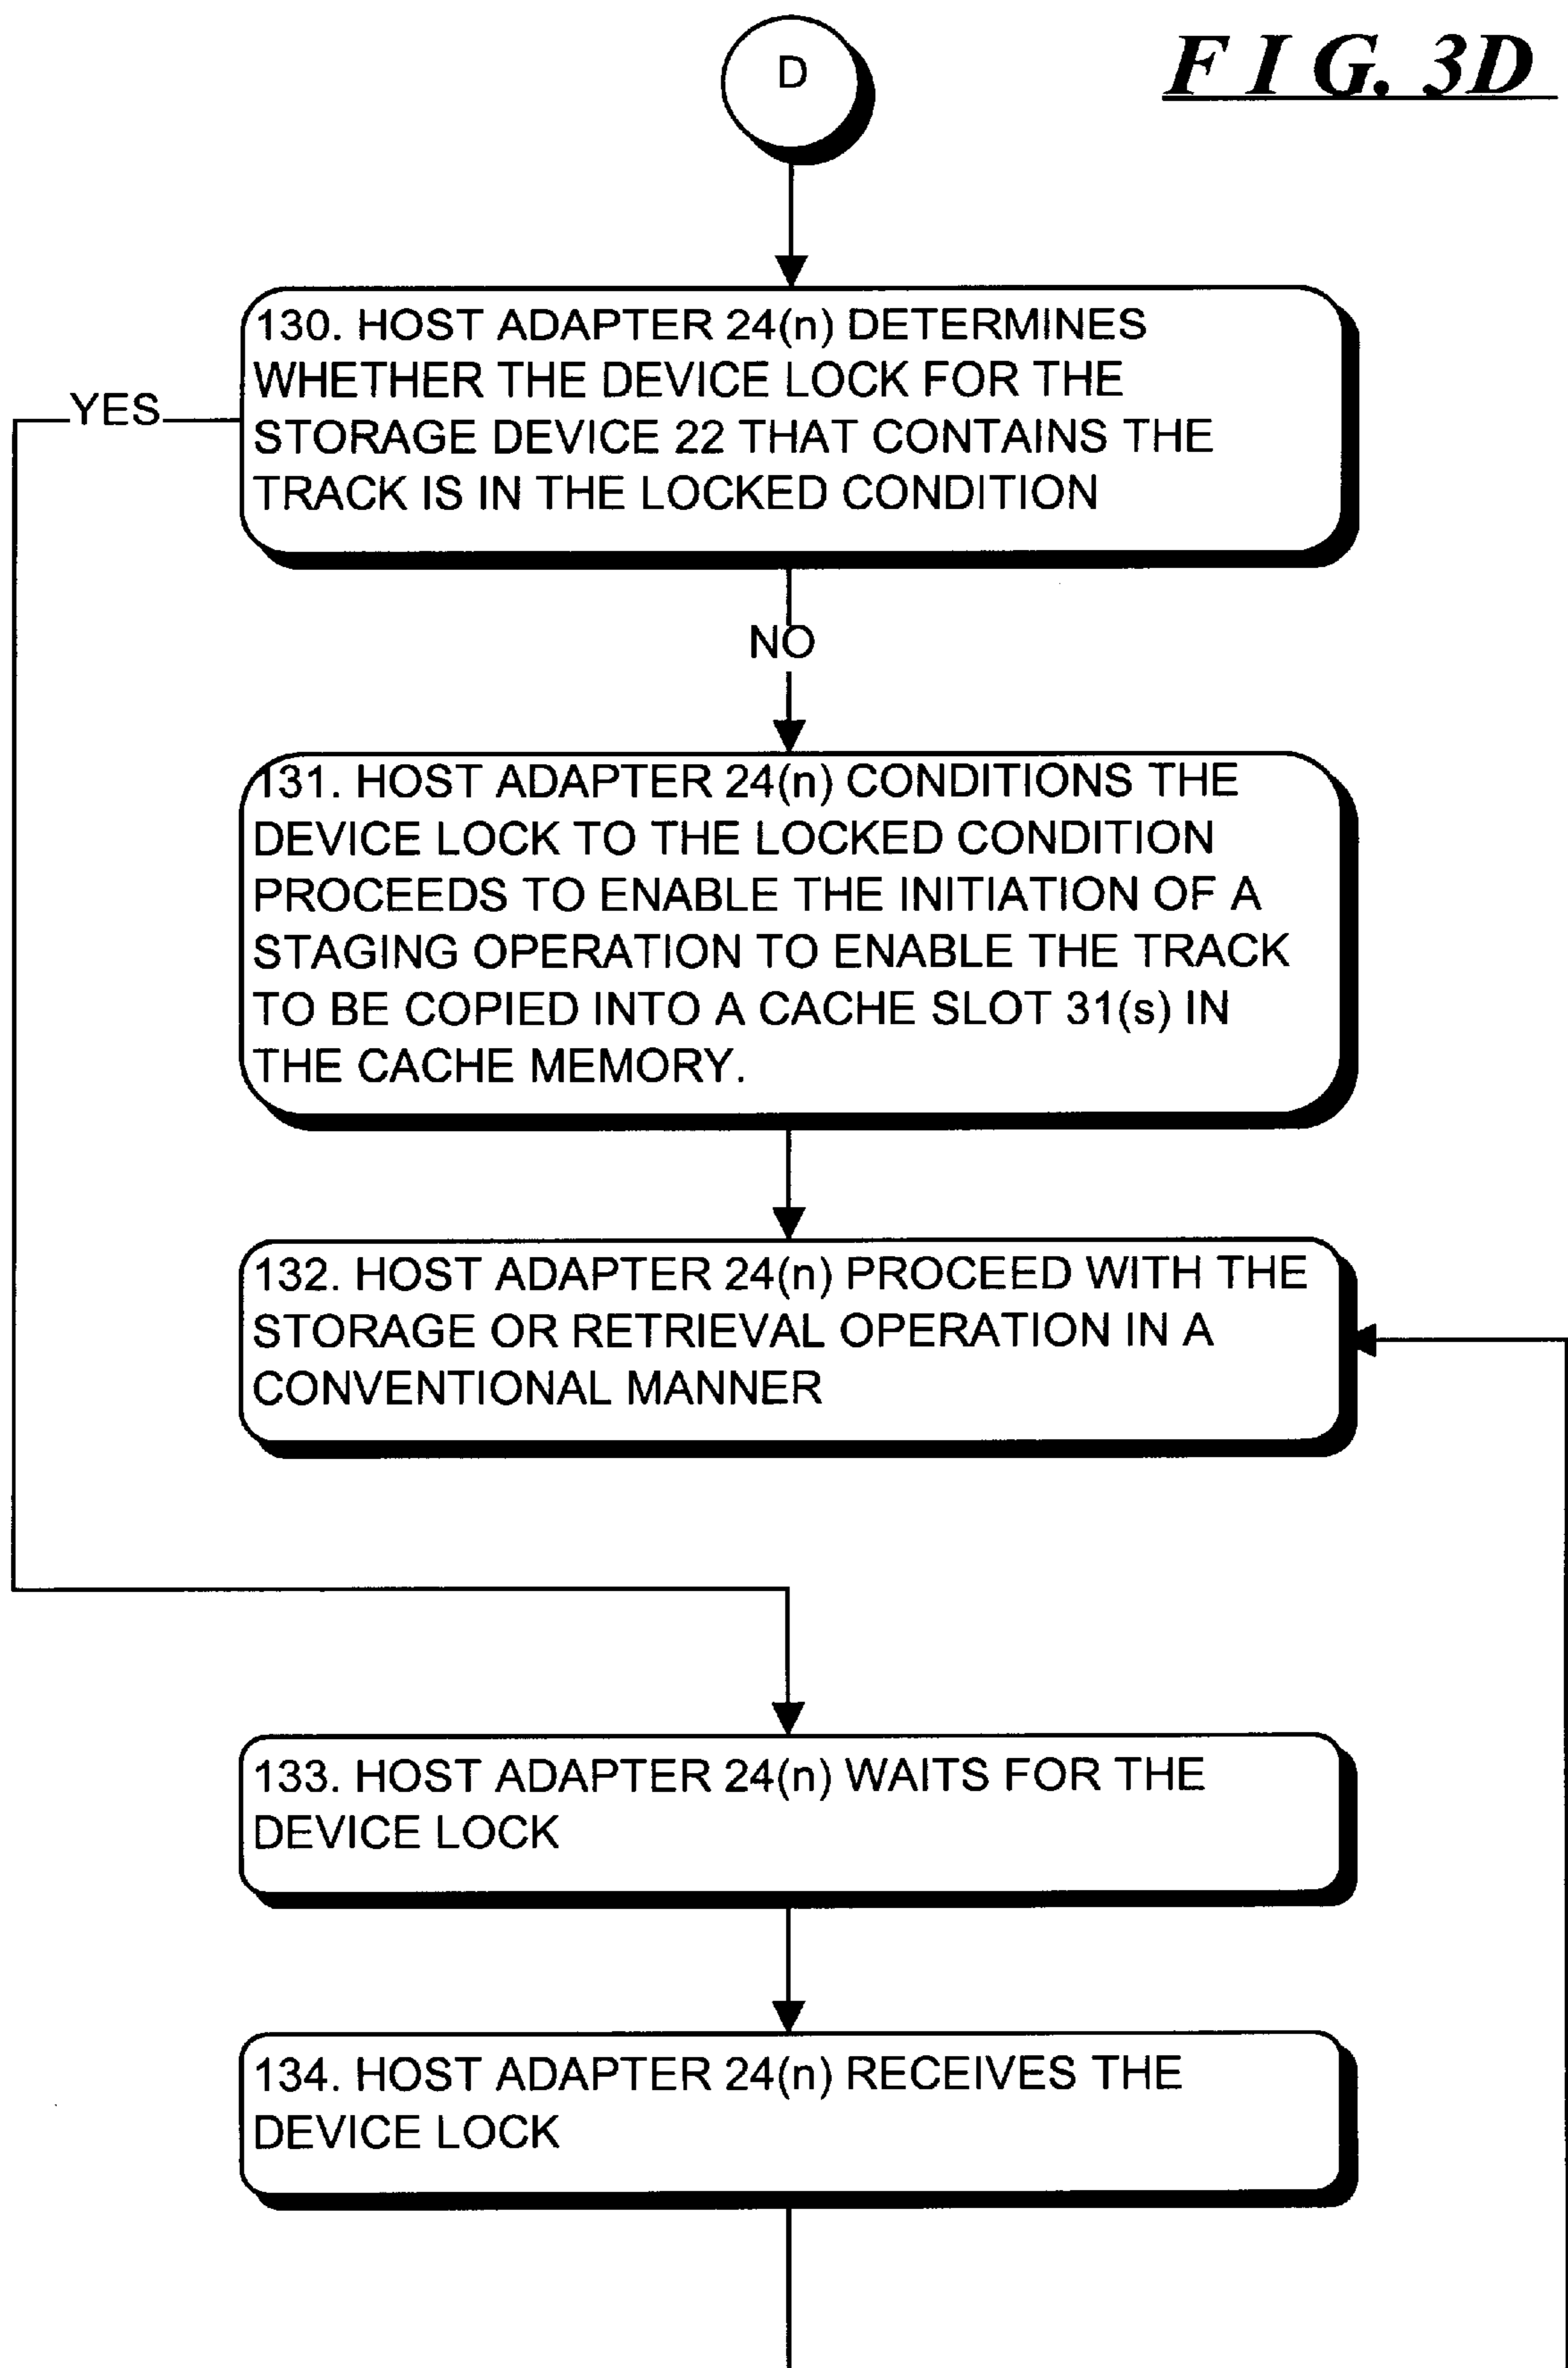 D
F I G. 3D
130. HOST ADAPTER 24(n) DETERMINES
WHETHER THE DEVICE LOCK FOR THE
STORAGE DEVICE 22 THAT CONTAINS THE
TRACK IS IN THE LOCKED CONDITION
YES
NO
131. HOST ADAPTER 24(n) CONDITIONS THE
DEVICE LOCK TO THE LOCKED CONDITION
PROCEEDS TO ENABLE THE INITIATION OF A
STAGING OPERATION TO ENABLE THE TRACK
TO BE COPIED INTO A CACHE SLOT 31(s) IN
THE CACHE MEMORY.
132. HOST ADAPTER 24(n) PROCEED WITH THE
STORAGE OR RETRIEVAL OPERATION IN A
CONVENTIONAL MANNER
133. HOST ADAPTER 24(n) WAITS FOR THE
DEVICE LOCK
134. HOST ADAPTER 24(n) RECEIVES THE
DEVICE LOCK